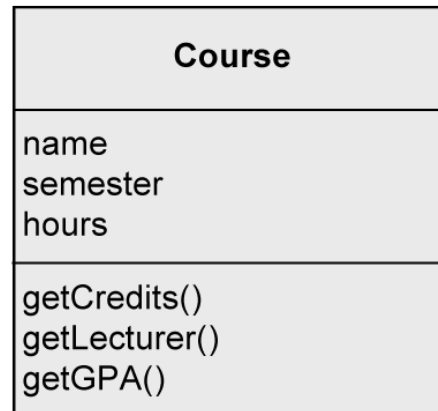 Course
name
semester
hours
getCredits()
getLecturer()
getGPA()